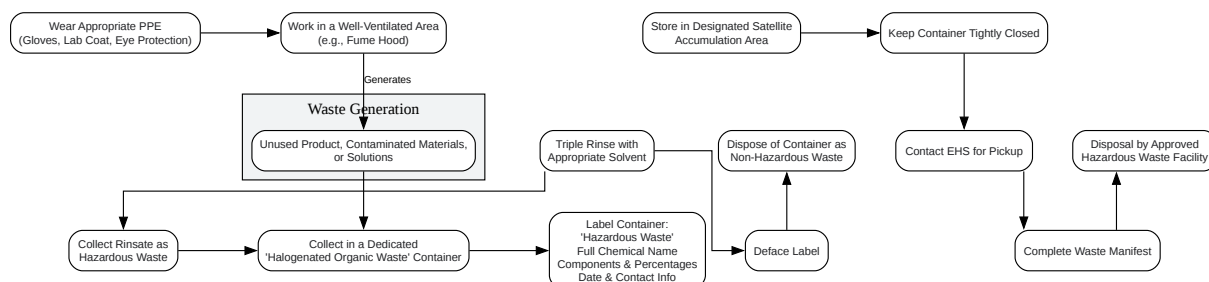 Wear Appropriate PPE
(Gloves, Lab Coat, Eye Protection)
Work in a Well-Ventilated Area
(e.g., Fume Hood)
Store in Designated Satellite
Accumulation Area
Keep Container Tightly Closed
Generates
Waste Generation
Unused Product, Contaminated Materials,
or Solutions
Triple Rinse with
Appropriate Solvent
Dispose of Container as
Non-Hazardous Waste
Contact EHS for Pickup
Disposal by Approved
Hazardous Waste Facility
Collect Rinsate as
Hazardous Waste
Collect in a Dedicated
'Halogenated Organic Waste' Container
Label Container:
'Hazardous Waste'
Full Chemical Name
Components & Percentages
Date & Contact Info
Deface Label
Complete Waste Manifest